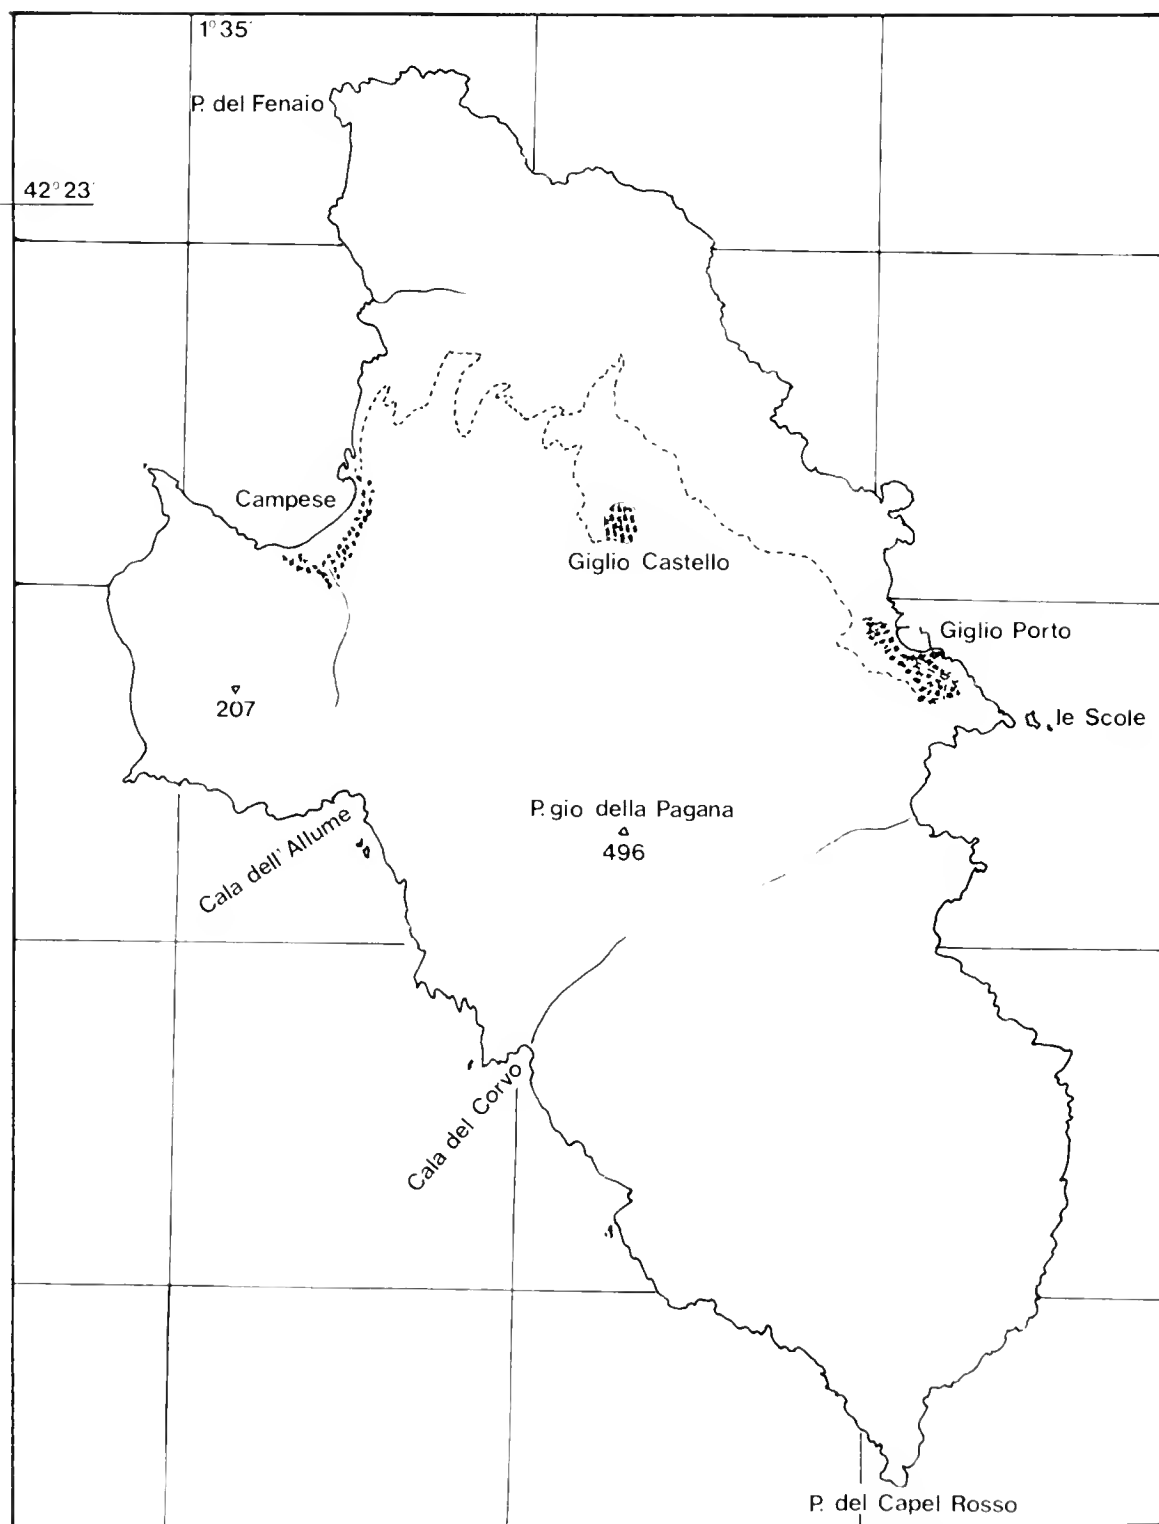 1°35'
P. del Fenaio
42°23'
Campese
Giglio Castello
Giglio Porto
207
le Scole
P.gio della Pagana
496
Cala dell' Allume
Cala del Corvo
P. del Capel Rosso